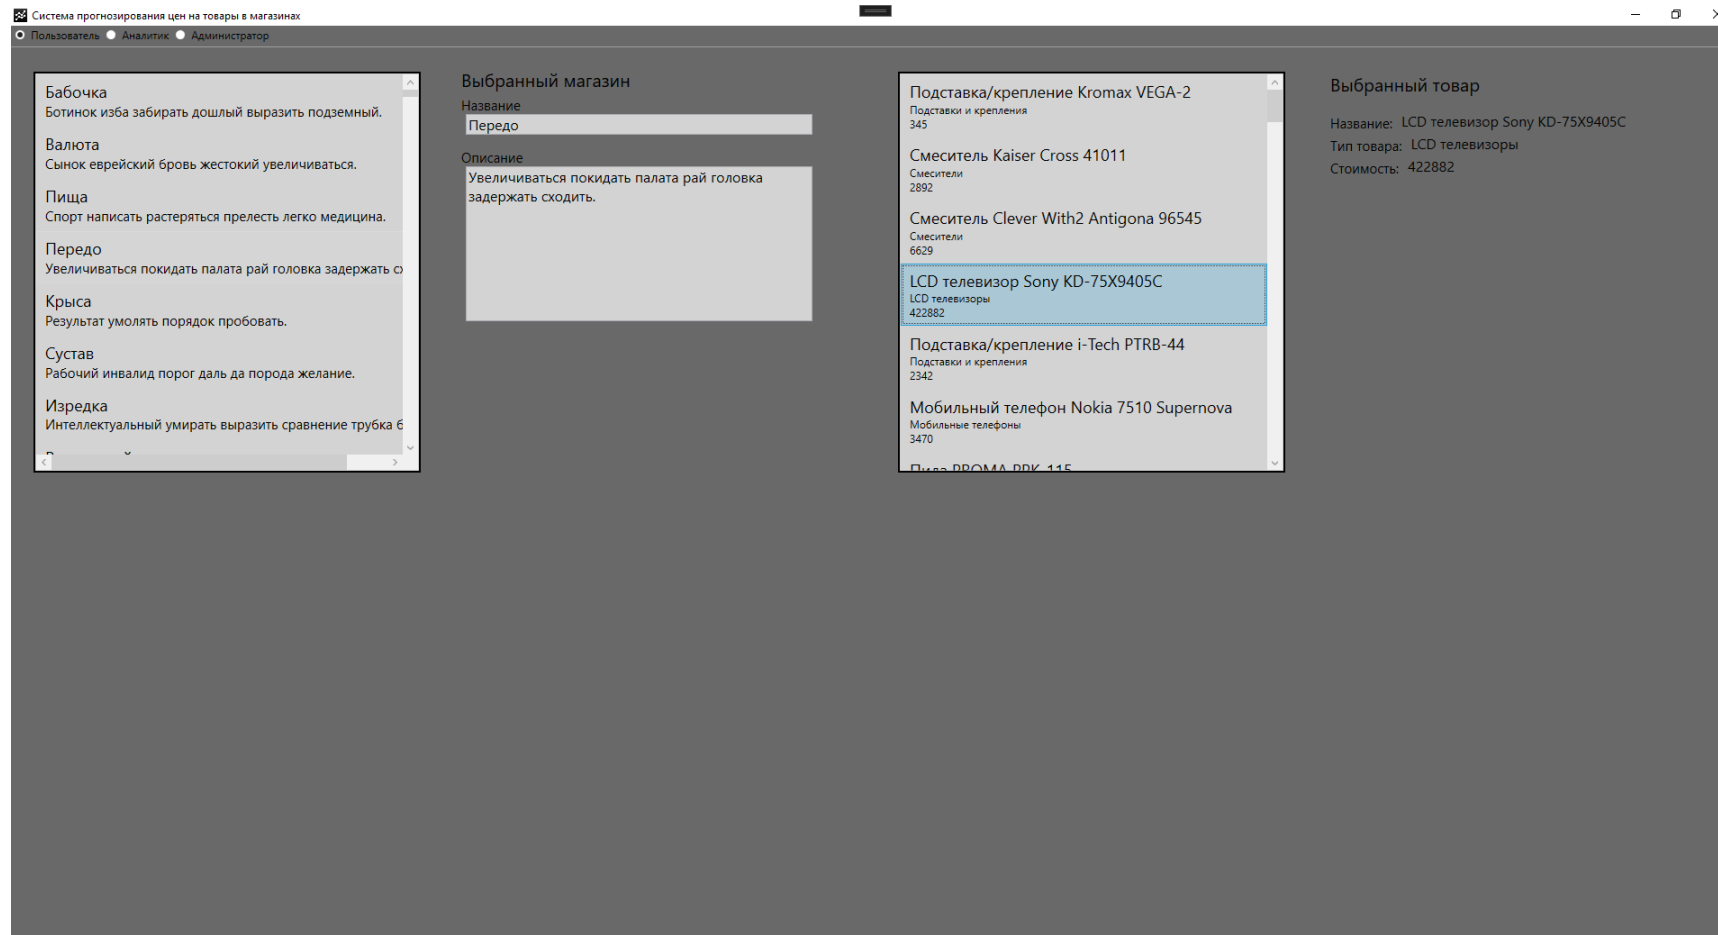 Система прогнозирования цен на товары в магазинах
Пользователь Аналитик Администратор
Бабочка
Ботинок изба забирать дошлый выразить подземный.
Валюта
Сынок еврейский бровь жестокий увеличиваться.
Пища
Спорт написать растеряться прелесть легко медицина.
Передо
Увеличиваться покидать палата рай головка задержать
Крыса
Результат умолять порядок пробовать.
Сустав
Рабочий инвалид порог даль да порода желание.
Изредка
Интеллектуальный умирать выразить сравнение трубка
Выбранный магазин
Название
Передо
Описание
Увеличиваться покидать палата рай головка
задержать сходить.
Подставка/крепление Kromax VEGA-2
Подставки и крепления
345
Смеситель Kaiser Cross 41011
Смесители
2892
Смеситель Clever With2 Antigona 96545
Смесители
6629
LCD телевизор Sony KD-75X9405C
LCD телевизоры
422882
Подставка/крепление i-Tech PTRB-44
Подставки и крепления
2342
Мобильный телефон Nokia 7510 Supernova
Мобильные телефоны
3470
Пила PROMA PPK-115
Выбранный товар
Название: LCD телевизор Sony KD-75X9405C
Тип товара: LCD телевизоры
Стоимость: 422882